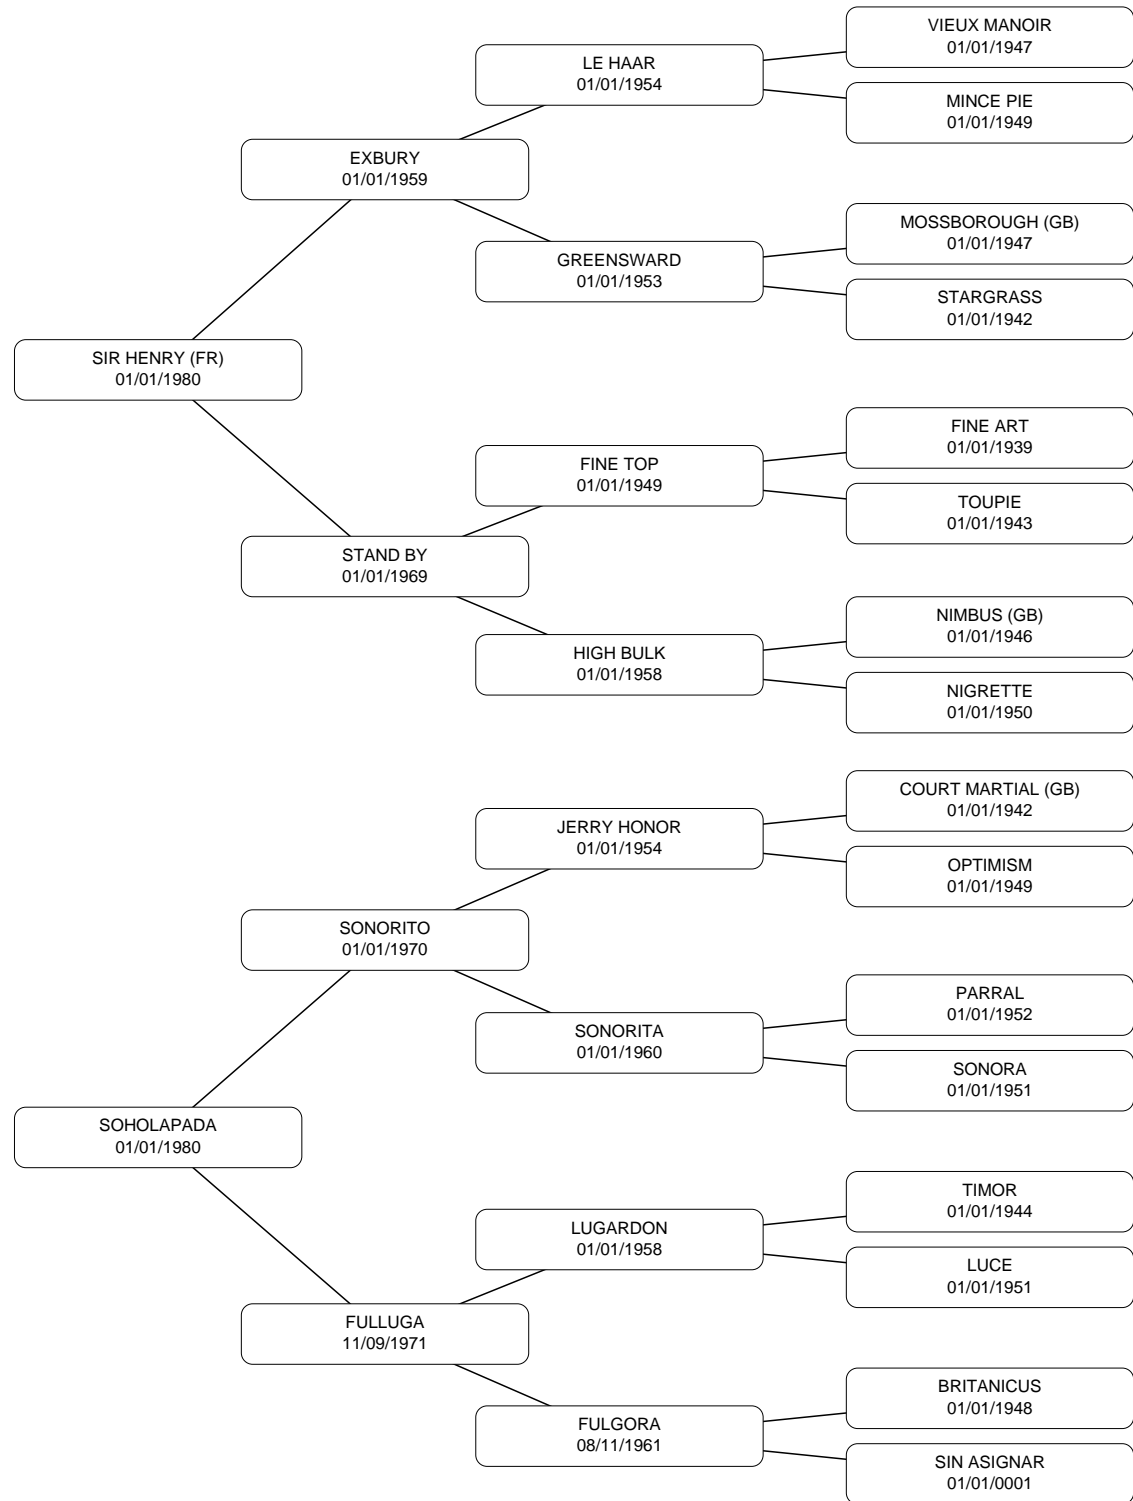 VIEUX MANOIR
01/01/1947
LE HAAR
01/01/1954
MINCE PIE
01/01/1949
EXBURY
01/01/1959
MOSSBOROUGH (GB)
01/01/1947
GREENSWARD
01/01/1953
STARGRASS
01/01/1942
SIR HENRY (FR)
01/01/1980
FINE ART
01/01/1939
FINE TOP
01/01/1949
TOUPIE
01/01/1943
STAND BY
01/01/1969
NIMBUS (GB)
01/01/1946
HIGH BULK
01/01/1958
NIGRETTE
01/01/1950
COURT MARTIAL (GB)
01/01/1942
JERRY HONOR
01/01/1954
OPTIMISM
01/01/1949
SONORITO
01/01/1970
PARRAL
01/01/1952
SONORITA
01/01/1960
SONORA
01/01/1951
SOHOLAPADA
01/01/1980
TIMOR
01/01/1944
LUGARDON
01/01/1958
LUCE
01/01/1951
FULLUGA
11/09/1971
BRITANICUS
01/01/1948
FULGORA
08/11/1961
SIN ASIGNAR
01/01/0001